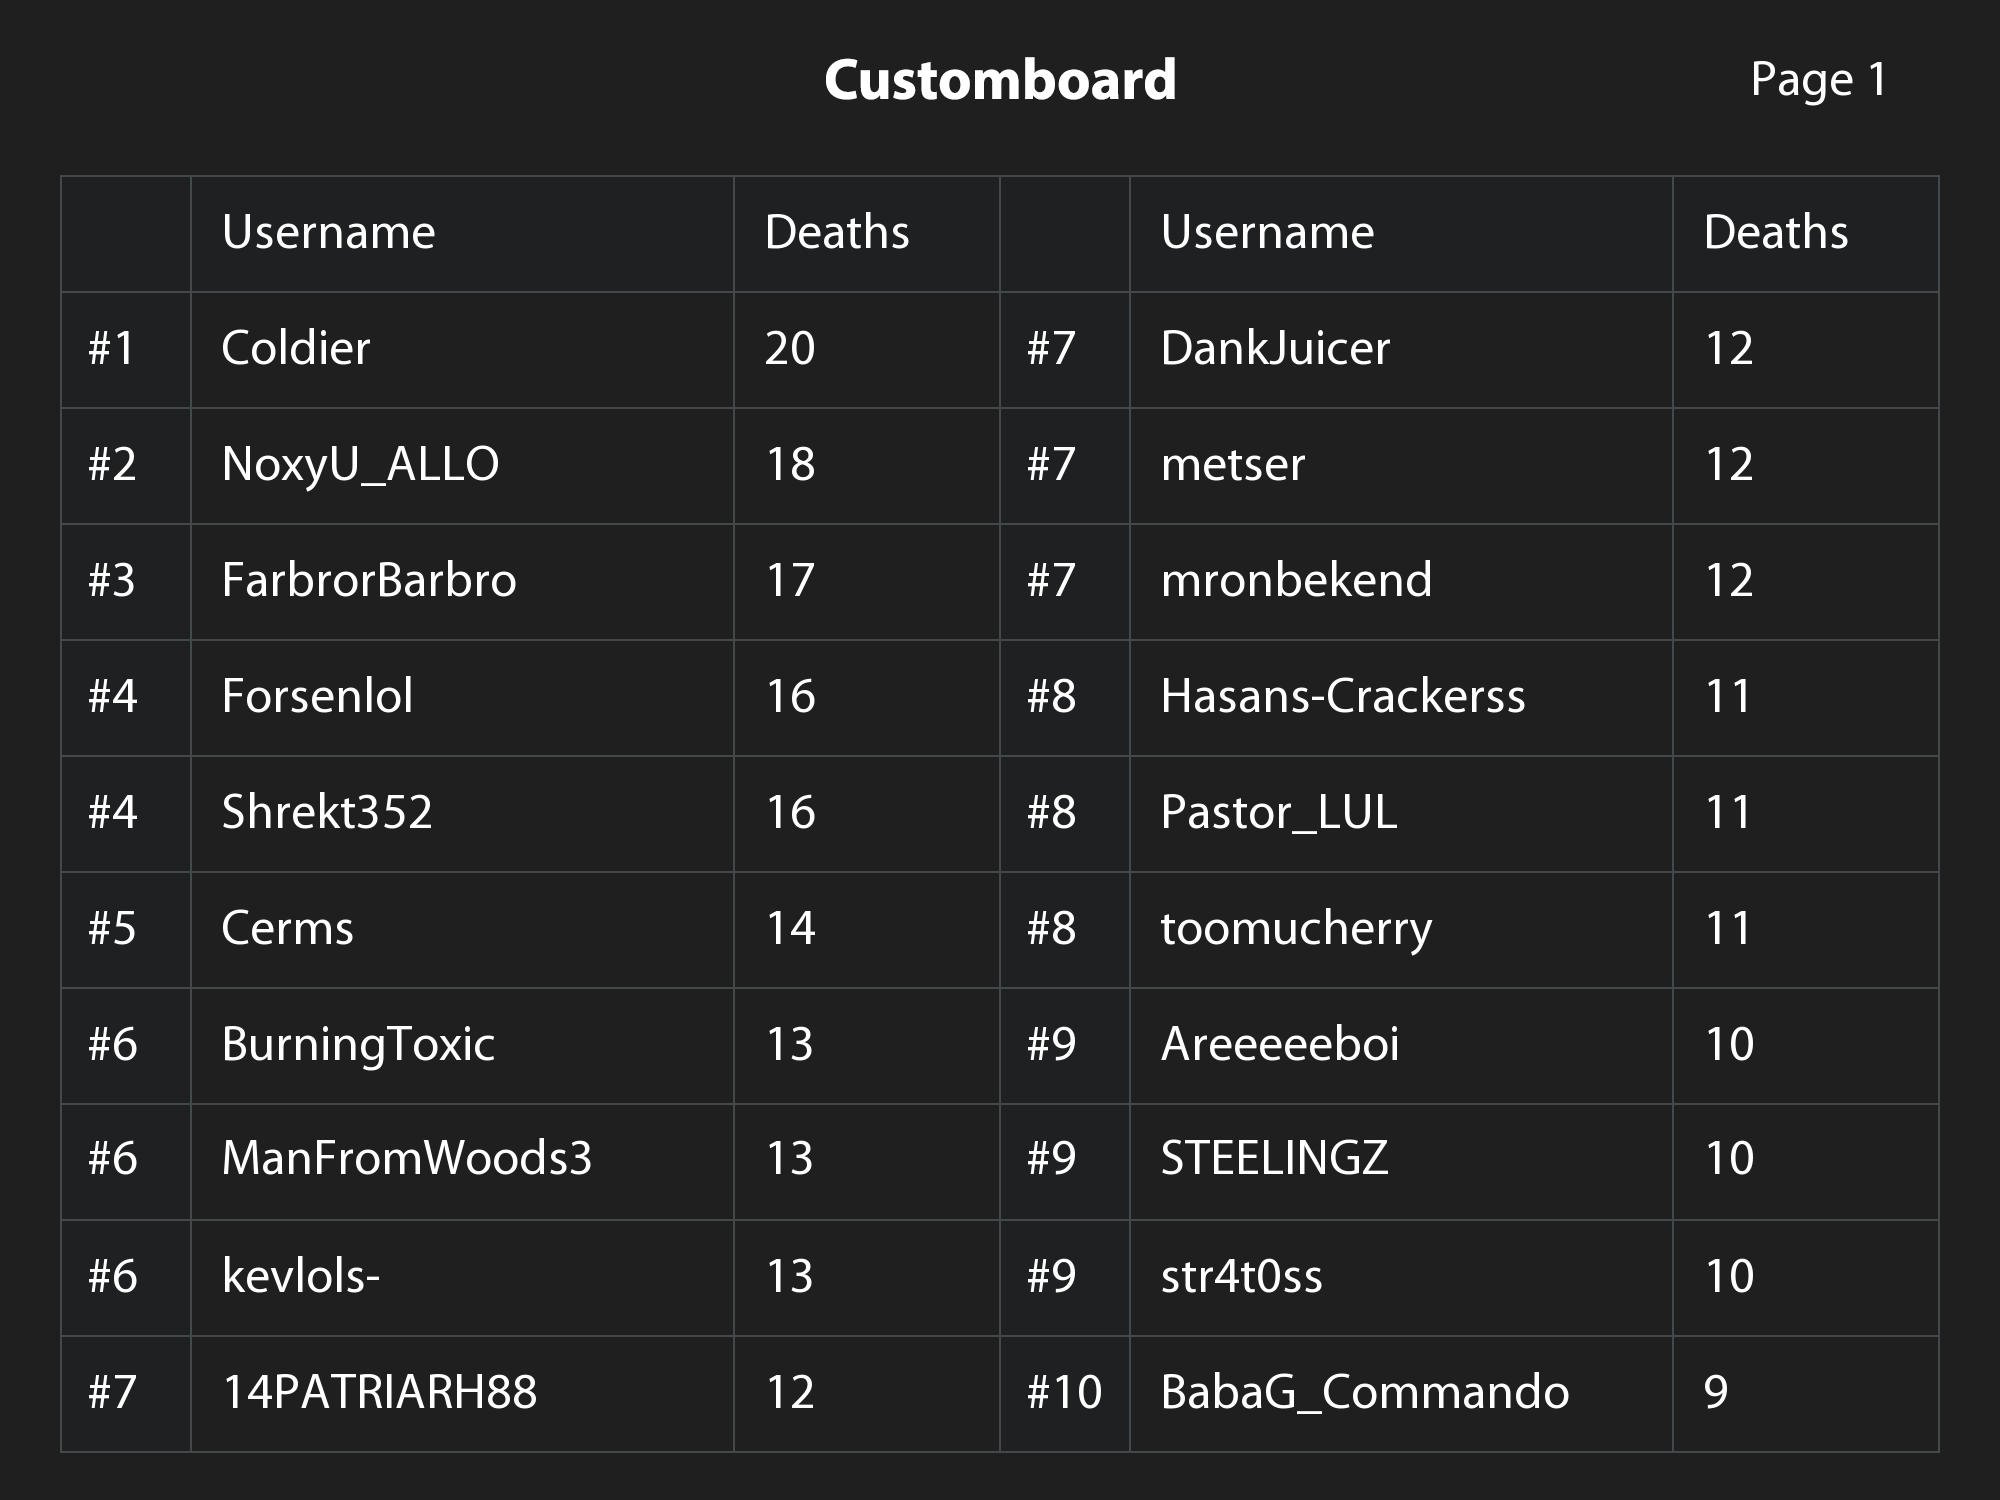 Customboard
Page 1
Username Deaths Username Deaths
#1 Coldier 20 #7 DankJuicer 12
#2 NoxyU_ALLO 18 #7 metser 12
#3 FarbrorBarbro 17 #7 mronbekend 12
#4 Forsenlol 16 #8 Hasans-Crackerss 11
#4 Shrekt352 16 #8 Pastor_LUL 11
#5 Cerms 14 #8 toomucherry 11
#6 BurningToxic 13 #9 Areeeeeboi 10
#6 ManFromWoods3 13 #9 STEELINGZ 10
#6 kevlols- 13 #9 str4t0ss 10
#7 14PATRIARH88 12 #10 BabaG_Commando 9